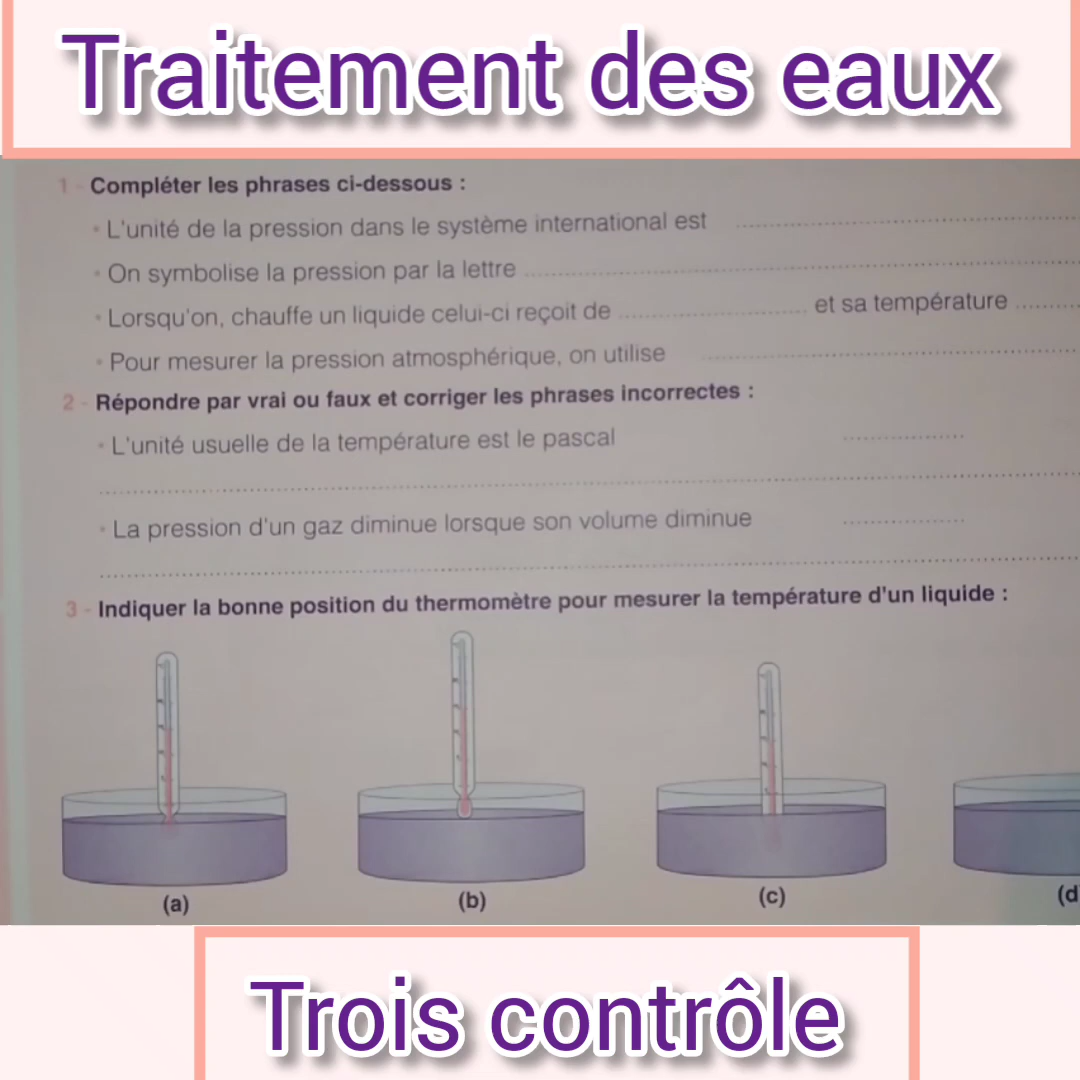 Traitement des eaux
1 - Compléter les phrases ci-dessous :
• L'unité de la pression dans le système international est ........................
• On symbolise la pression par la lettre ........................
• Lorsqu'on, chauffe un liquide celui-ci reçoit de ........................ et sa température ..........
• Pour mesurer la pression atmosphérique, on utilise ........................
2 - Répondre par vrai ou faux et corriger les phrases incorrectes :
• L'unité usuelle de la température est le pascal ..................
........................
• La pression d'un gaz diminue lorsque son volume diminue ..................
........................
3 - Indiquer la bonne position du thermomètre pour mesurer la température d'un liquide :
(a) (b) (c) (d
Trois contrôle